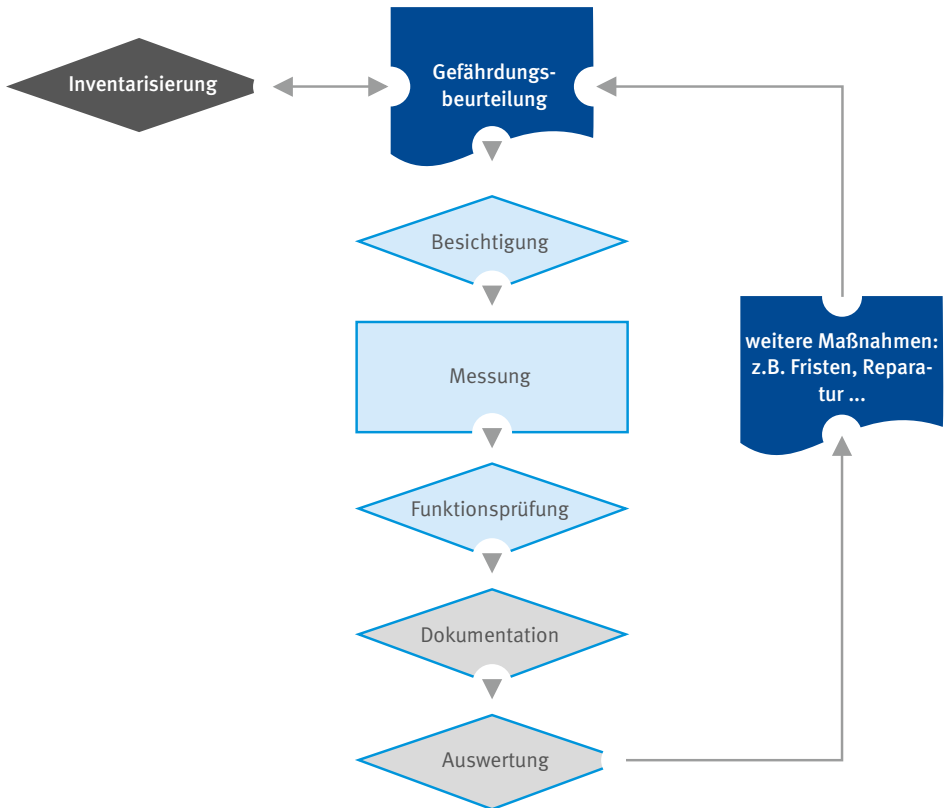 Inventarisierung
Gefährdungs-
beurteilung
Besichtigung
Messung
Funktionsprüfung
Dokumentation
Auswertung
weitere Maßnahmen:
z.B. Fristen, Repara-
tur ...